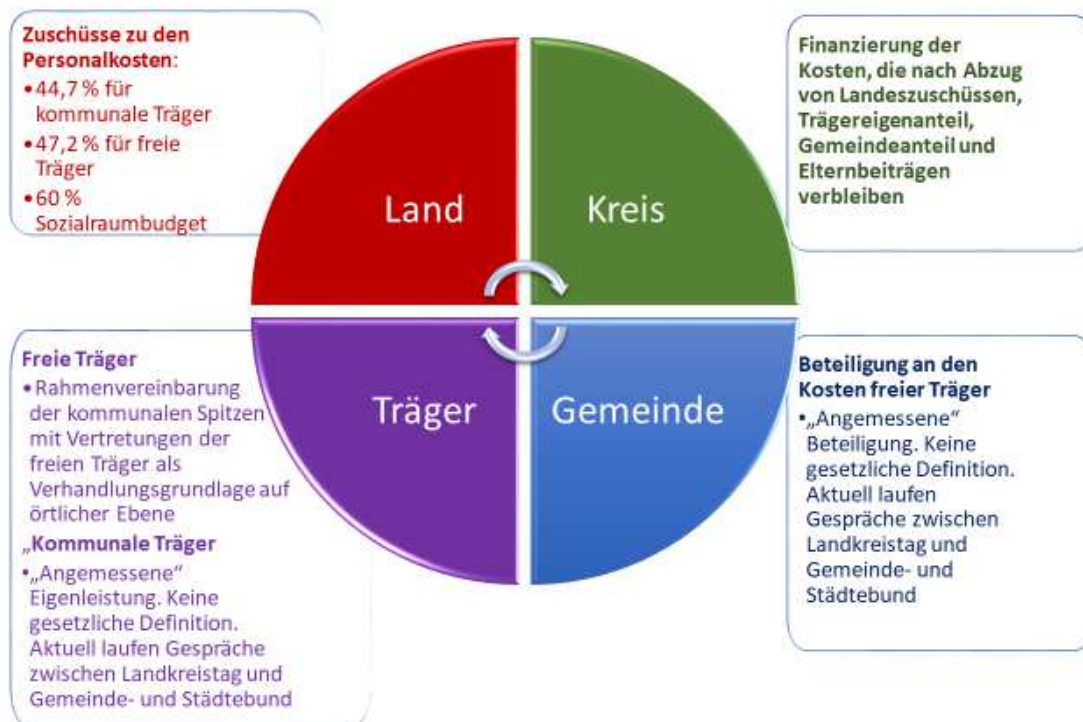 Zuschüsse zu den
Personalkosten:
•44,7 % für
kommunale Träger
•47,2 % für freie
Träger
•60 %
Sozialraumbudget
Land
Kreis
Finanzierung der
Kosten, die nach Abzug
von Landeszuschüssen,
Trägereigenanteil,
Gemeindeanteil und
Elternbeiträgen
verbleiben
Freie Träger
•Rahmenvereinbarung
der kommunalen Spitzen
mit Vertretungen der
freien Träger als
Verhandlungsgrundlage auf
örtlicher Ebene
„Kommunale Träger
•„Angemessene“
Eigenleistung. Keine
gesetzliche Definition.
Aktuell laufen Gespräche
zwischen Landkreistag und
Gemeinde- und Städtebund
Träger
Gemeinde
Beteiligung an den
Kosten freier Träger
•„Angemessene“
Beteiligung. Keine
gesetzliche Definition.
Aktuell laufen
Gespräche zwischen
Landkreistag und
Gemeinde- und
Städtebund